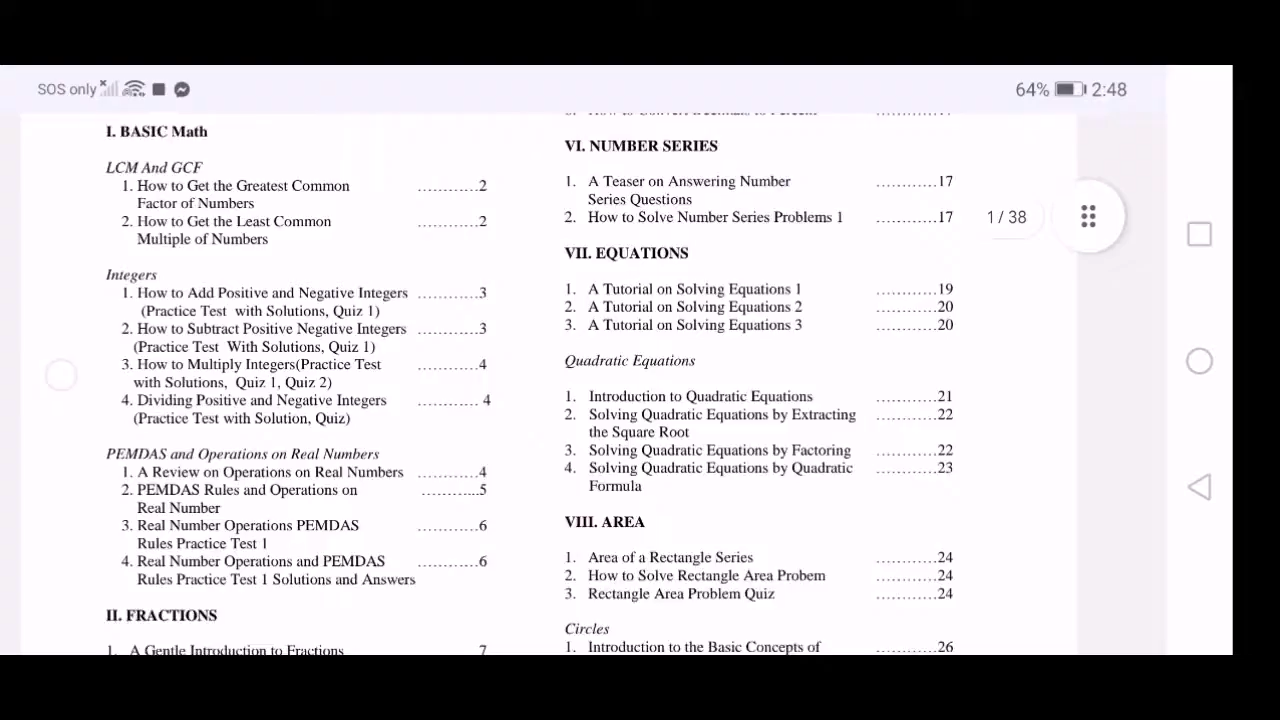 SOS only
64% 2:48
I. BASIC Math
LCM And GCF
1. How to Get the Greatest Common ............2
Factor of Numbers
2. How to Get the Least Common ............2
Multiple of Numbers
Integers
1. How to Add Positive and Negative Integers ............3
(Practice Test with Solutions, Quiz 1)
2. How to Subtract Positive Negative Integers ............3
(Practice Test With Solutions, Quiz 1)
3. How to Multiply Integers(Practice Test ............4
with Solutions, Quiz 1, Quiz 2)
4. Dividing Positive and Negative Integers ............ 4
(Practice Test with Solution, Quiz)
PEMDAS and Operations on Real Numbers
1. A Review on Operations on Real Numbers ............4
2. PEMDAS Rules and Operations on ............5
Real Number
3. Real Number Operations PEMDAS ............6
Rules Practice Test 1
4. Real Number Operations and PEMDAS ............6
Rules Practice Test 1 Solutions and Answers
II. FRACTIONS
1. A Gentle Introduction to Fractions 7
VI. NUMBER SERIES
1. A Teaser on Answering Number ............17
Series Questions
2. How to Solve Number Series Problems 1 ............17
1 / 38
VII. EQUATIONS
1. A Tutorial on Solving Equations 1 ............19
2. A Tutorial on Solving Equations 2 ............20
3. A Tutorial on Solving Equations 3 ............20
Quadratic Equations
1. Introduction to Quadratic Equations ............21
2. Solving Quadratic Equations by Extracting ............22
the Square Root
3. Solving Quadratic Equations by Factoring ............22
4. Solving Quadratic Equations by Quadratic ............23
Formula
VIII. AREA
1. Area of a Rectangle Series ............24
2. How to Solve Rectangle Area Probem ............24
3. Rectangle Area Problem Quiz ............24
Circles
1. Introduction to the Basic Concepts of ............26